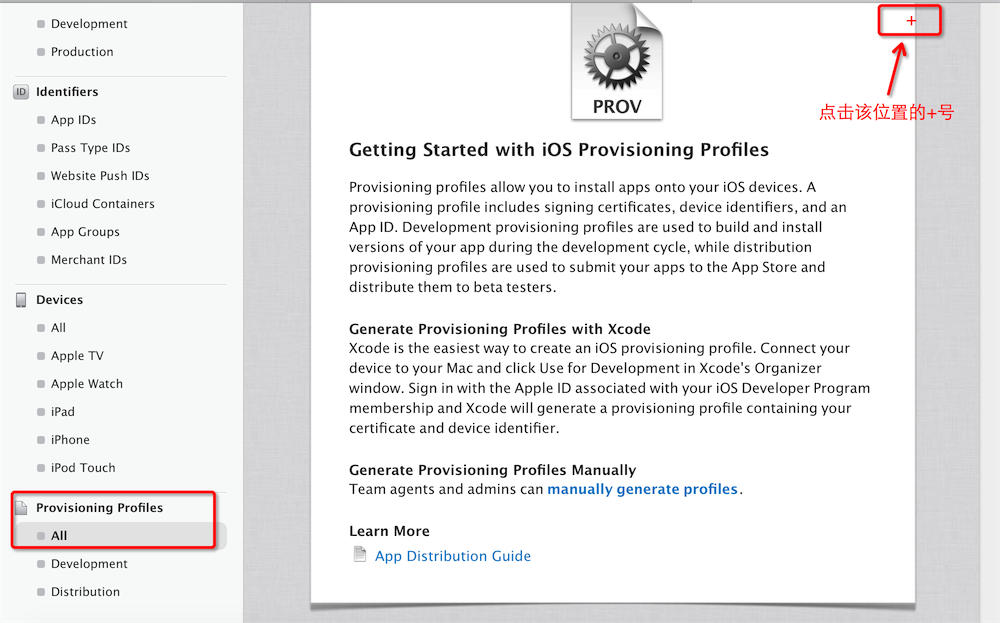 Development
Production
ID
Identifiers
App IDs
Pass Type IDs
Website Push IDs
iCloud Containers
App Groups
Merchant IDs
Devices
All
Apple TV
Apple Watch
iPad
iPhone
iPod Touch
Provisioning Profiles
All
Development
Distribution
PROV
+
点击该位置的+号
Getting Started with iOS Provisioning Profiles
Provisioning profiles allow you to install apps onto your iOS devices. A
provisioning profile includes signing certificates, device identifiers, and an
App ID. Development provisioning profiles are used to build and install
versions of your app during the development cycle, while distribution
provisioning profiles are used to submit your apps to the App Store and
distribute them to beta testers.
Generate Provisioning Profiles with Xcode
Xcode is the easiest way to create an iOS provisioning profile. Connect your
device to your Mac and click Use for Development in Xcode's Organizer
window. Sign in with the Apple ID associated with your iOS Developer Program
membership and Xcode will generate a provisioning profile containing your
certificate and device identifier.
Generate Provisioning Profiles Manually
Team agents and admins can manually generate profiles.
Learn More
App Distribution Guide